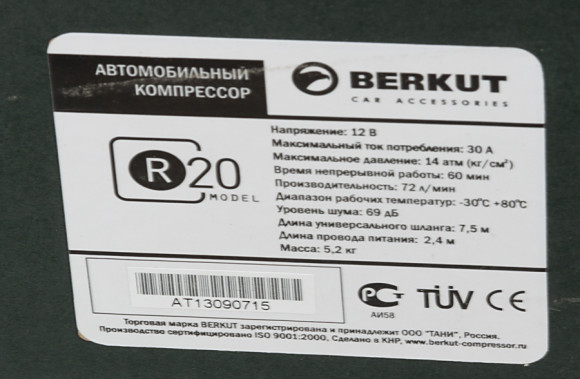 АВТОМОБИЛЬНЫЙ
КОМПРЕССОР
BERKUT
CAR ACCESSORIES
R20
MODEL
Напряжение: 12 В
Максимальный ток потребления: 30 А
Максимальное давление: 14 атм (кг/см²)
Время непрерывной работы: 60 мин
Производительность: 72 л/мин
Диапазон рабочих температур: -30°С +80°С
Уровень шума: 69 дБ
Длина универсального шланга: 7,5 м
Длина провода питания: 2,4 м
Масса: 5,2 кг
AT13090715
РСТ TÜV CE
АИ58
Торговая марка BERKUT зарегистрирована и принадлежит ООО "ТАНИ", Россия.
Производство сертифицировано ISO 9001:2000, Сделано в КНР, www.berkut-compressor.ru